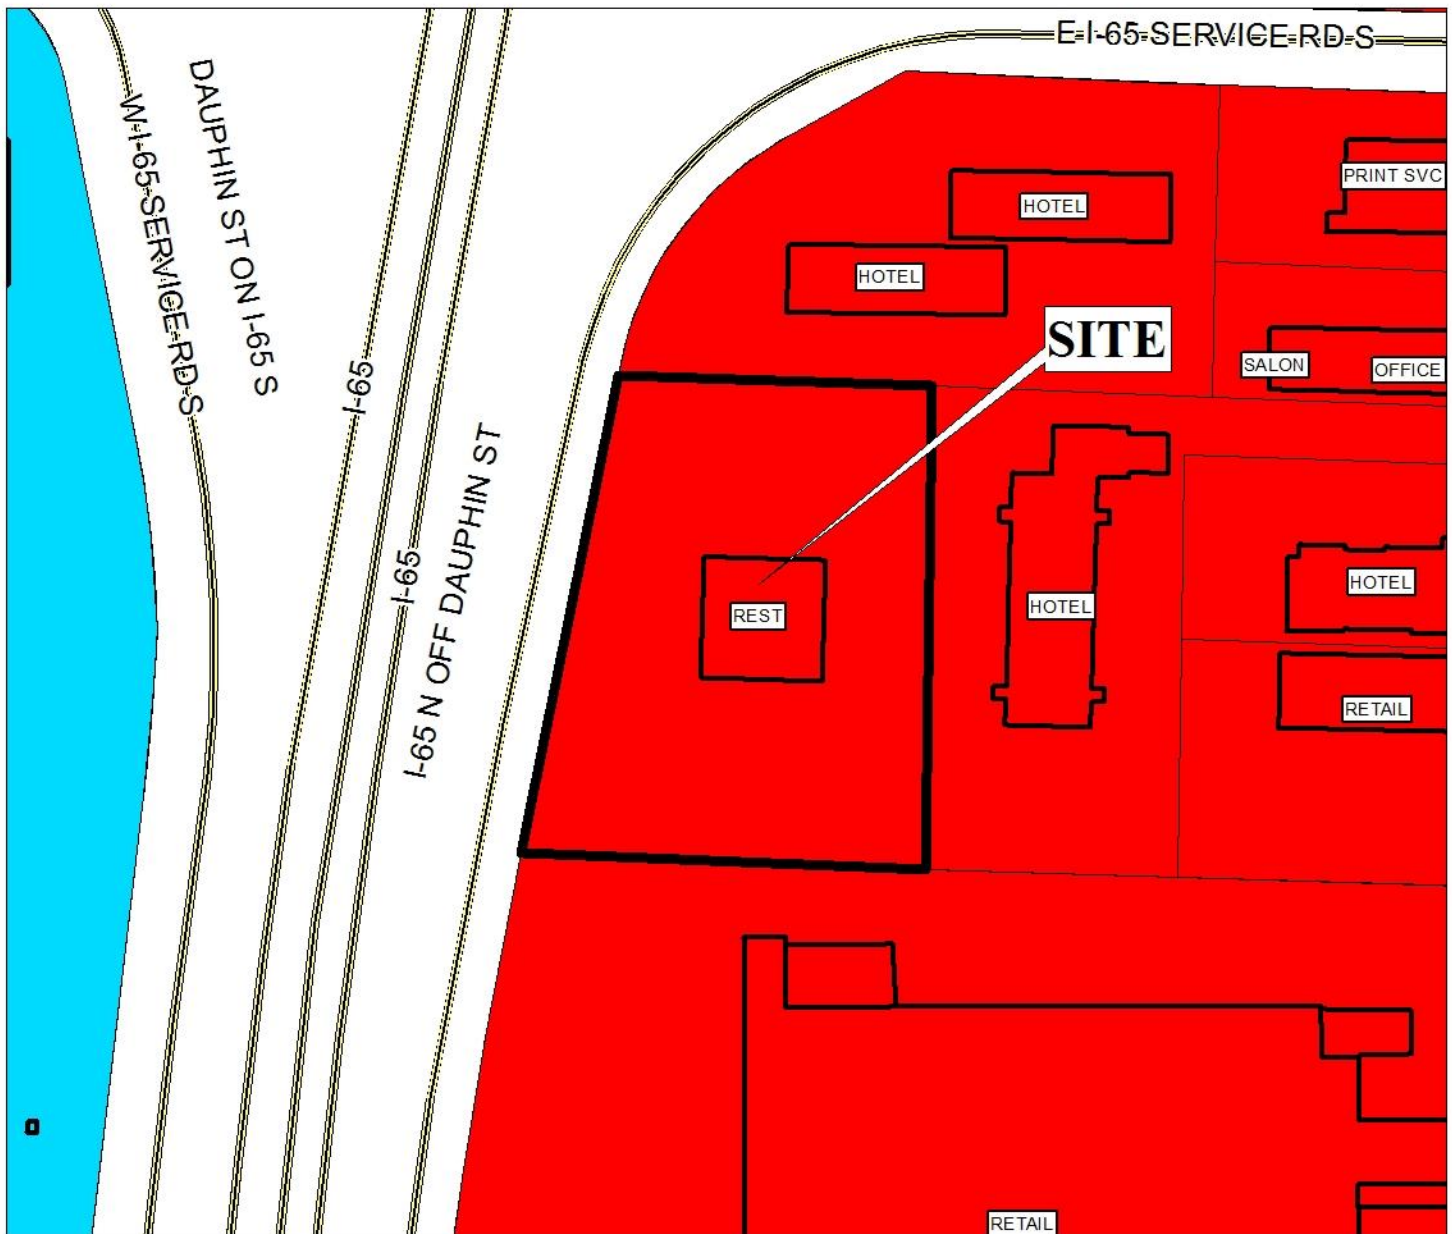 E I-65 SERVICE RD S
DAUPHIN ST ON I-65 S
W-I-65-SERVICE-RD-S
PRINT SVC
HOTEL
HOTEL
SITE
SALON
OFFICE
I-65
I-65
I-65 N OFF DAUPHIN ST
HOTEL
HOTEL
REST
RETAIL
RETAIL